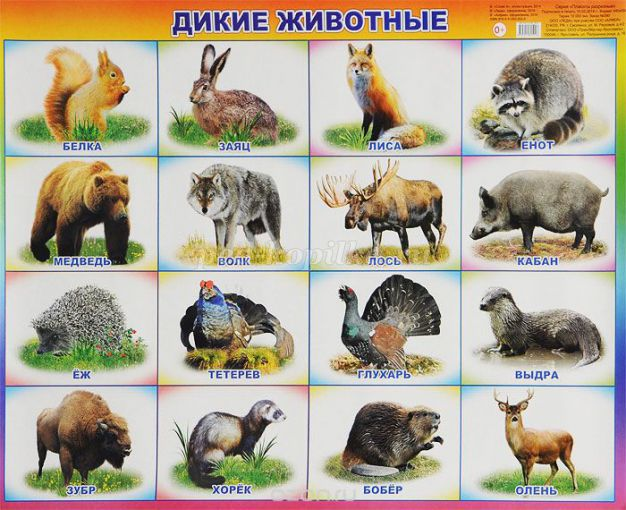 ДИКИЕ ЖИВОТНЫЕ
0+
БЕЛКА
ЗАЯЦ
ЛИСА
ЕНОТ
МЕДВЕДЬ
ВОЛК
ЛОСЬ
КАБАН
ЁЖ
ТЕТЕРЕВ
ГЛУХАРЬ
ВЫДРА
ЗУБР
ХОРЁК
БОБЁР
ОЛЕНЬ